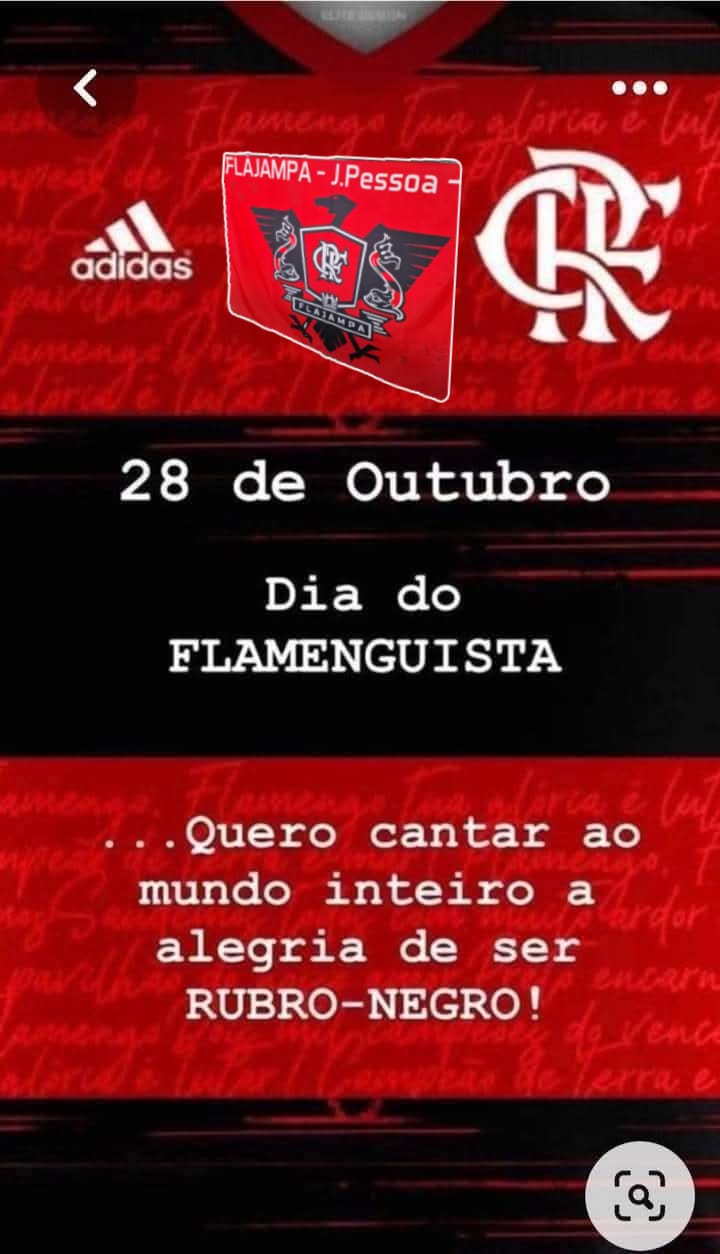 adidas
FLAJAMPA - J.Pessoa -
CRF
FLAJAMPA
28 de Outubro
Dia do
FLAMENGUISTA
...Quero cantar ao
mundo inteiro a
alegria de ser
RUBRO-NEGRO!